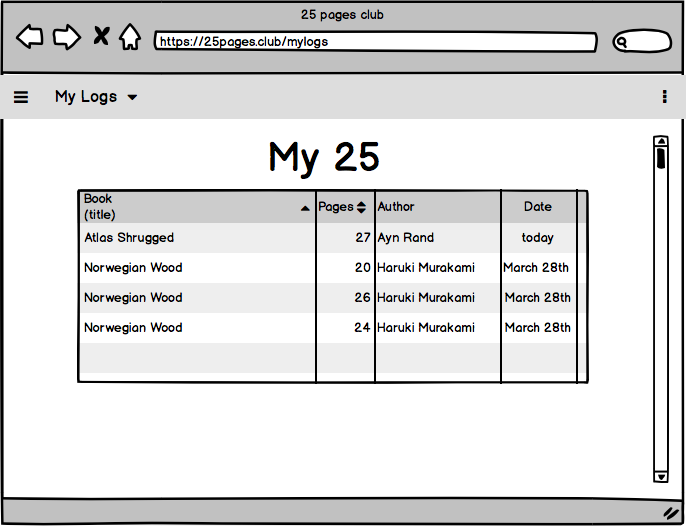 25 pages club
https://25pages.club/mylogs
My Logs
My 25
Book
(title) Pages Author Date
Atlas Shrugged 27 Ayn Rand today
Norwegian Wood 20 Haruki Murakami March 28th
Norwegian Wood 26 Haruki Murakami March 28th
Norwegian Wood 24 Haruki Murakami March 28th